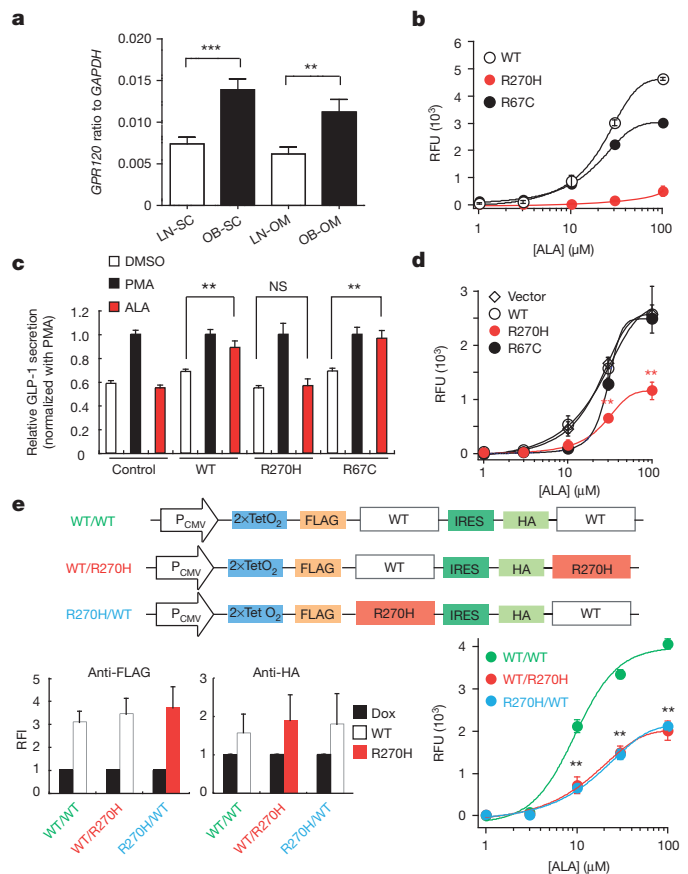 a
GPR120 ratio to GAPDH
0.020
0.015
0.010
0.005
0
***
**
LN-SC
OB-SC
LN-OM
OB-OM
b
WT
R270H
R67C
RFU (10³)
6
5
4
3
2
1
0
1
10
100
[ALA] (µM)
c
DMSO
PMA
ALA
Relative GLP-1 secretion
(normalized with PMA)
1.2
1.0
0.8
0.6
0.4
0
**
NS
**
Control
WT
R270H
R67C
d
Vector
WT
R270H
R67C
RFU (10³)
3
2
1
0
**
**
1
10
100
[ALA] (µM)
e
WT/WT
P CMV
2×TetO₂
FLAG
WT
IRES
HA
WT
WT/R270H
P CMV
2×TetO₂
FLAG
WT
IRES
HA
R270H
R270H/WT
P CMV
2×Tet O₂
FLAG
R270H
IRES
HA
WT
Anti-FLAG
RFI
5
4
3
2
1
0
WT/WT
WT/R270H
R270H/WT
Anti-HA
3
2
1
0
WT/WT
WT/R270H
R270H/WT
Dox
WT
R270H
WT/WT
WT/R270H
R270H/WT
RFU (10³)
4
3
2
1
0
**
**
**
1
10
100
[ALA] (µM)